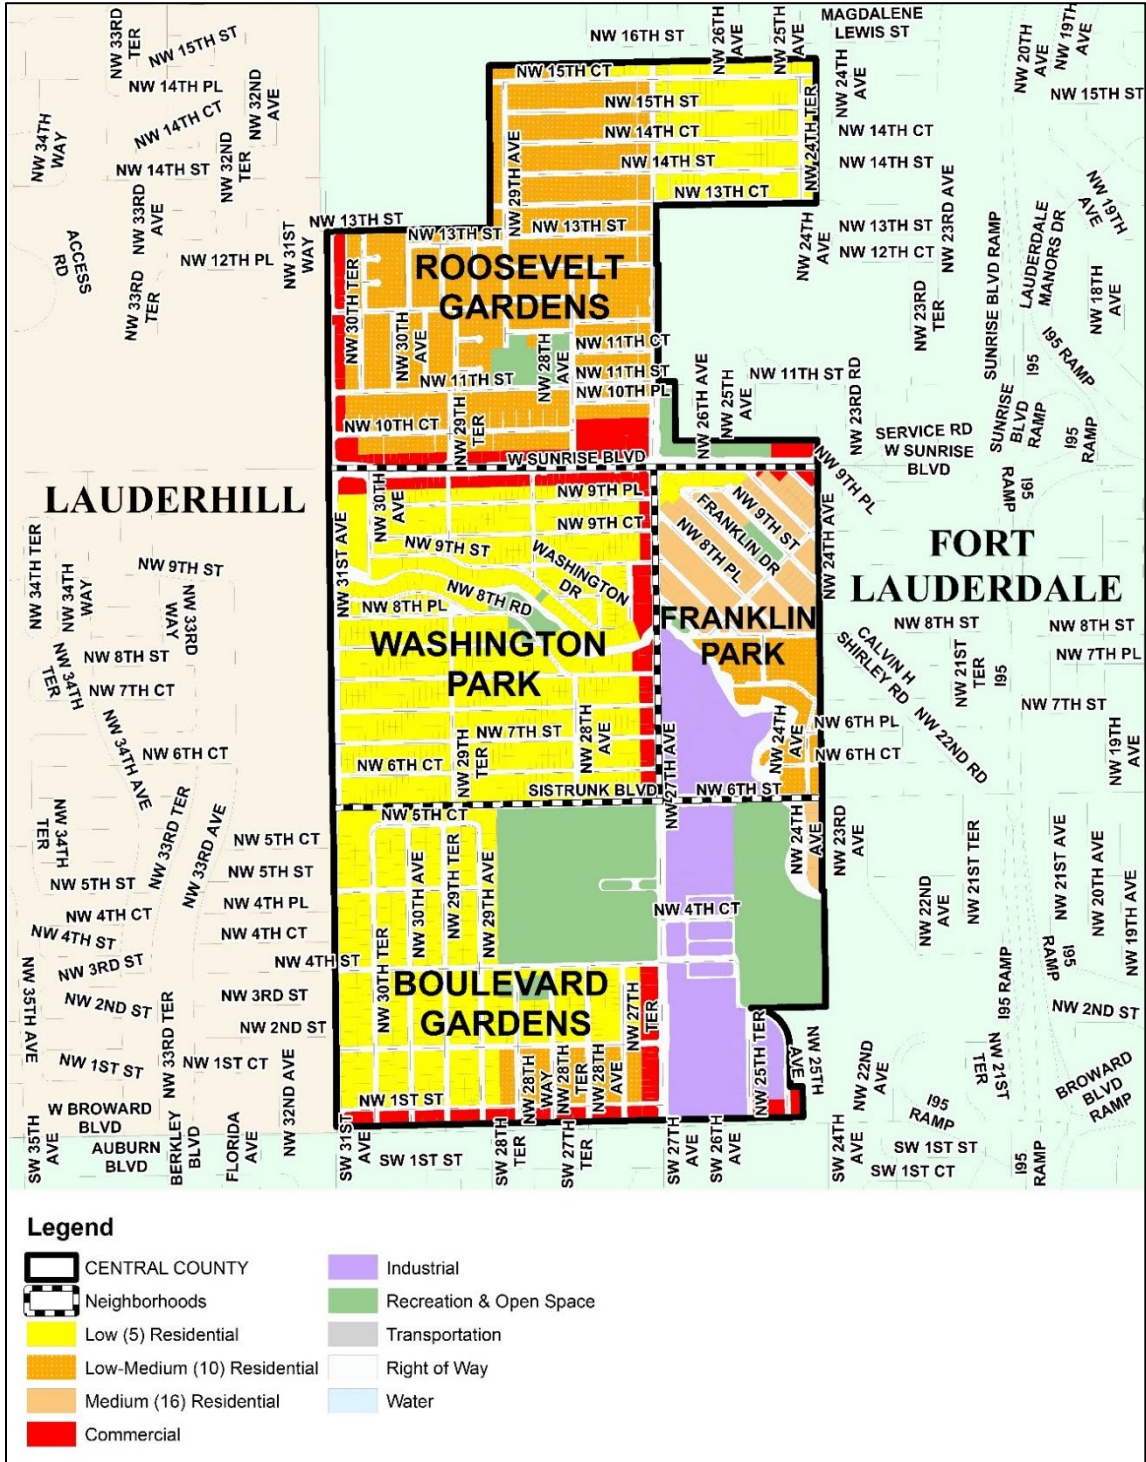 MAGDALENE
LEWIS ST
NW 16TH ST
NW 26TH
AVE
NW 25TH
AVE
NW 24TH
AVE
NW 20TH
AVE
NW 19TH
AVE
NW 33RD
TER
NW 15TH ST
NW 14TH PL
NW 14TH CT
NW 32ND
AVE
NW 34TH
WAY
NW 14TH ST
NW 32ND
TER
NW 15TH CT
NW 15TH ST
NW 14TH CT
NW 14TH ST
NW 13TH CT
NW 24TH TER
NW 29TH AVE
NW 15TH ST
NW 14TH CT
NW 14TH ST
NW 19TH
AVE
NW 33RD
AVE
NW 13TH ST
NW 31ST
WAY
NW 13TH ST
NW 13TH ST
NW 24TH
AVE
NW 13TH ST
NW 12TH CT
NW 23RD AVE
SUNRISE BLVD RAMP
LAUDERDALE
MANORS DR
NW 18TH
AVE
ACCESS
RD
NW 12TH PL
NW 33RD
TER
ROOSEVELT
GARDENS
NW 30TH TER
NW 30TH
AVE
NW 28TH
AVE
NW 11TH CT
NW 11TH ST
NW 11TH ST
NW 10TH PL
NW 10TH CT
NW 29TH
TER
NW 23RD
TER
NW 26TH AVE
NW 25TH
AVE
NW 11TH ST
NW 23RD RD
I95
I95 RAMP
SUNRISE
BLVD
RAMP
I95
RAMP
SERVICE RD
W SUNRISE
BLVD
W SUNRISE BLVD
NW 9TH PL
I95
RAMP
LAUDERHILL
NW 31ST AVE
NW 30TH
AVE
NW 9TH PL
NW 9TH CT
NW 9TH ST
WASHINGTON
DR
NW 8TH RD
NW 8TH PL
NW 9TH ST
FRANKLIN DR
NW 8TH PL
NW 24TH AVE
FORT
LAUDERDALE
NW 34TH TER
NW 34TH
WAY
NW 9TH ST
NW 33RD
WAY
NW 8TH ST
NW 34TH
TER
NW 7TH CT
NW 34TH AVE
NW 6TH CT
WASHINGTON
PARK
FRANKLIN
PARK
NW 7TH ST
NW 28TH
AVE
NW 6TH CT
NW 29TH
TER
NW 27TH AVE
NW 24TH
AVE
NW 6TH PL
NW 6TH CT
SISTRUNK BLVD
NW 6TH ST
NW 8TH ST
NW 8TH ST
NW 7TH PL
CALVIN H
SHIRLEY RD
NW 21ST
TER
I95
NW 7TH ST
NW 22ND RD
NW 19TH
AVE
NW 34TH
TER
NW 33RD TER
NW 33RD AVE
NW 5TH CT
NW 5TH ST
NW 5TH ST
NW 4TH PL
NW 4TH CT
NW 4TH CT
NW 4TH ST
NW 4TH ST
NW 3RD ST
NW 3RD ST
NW 2ND ST
NW 2ND ST
NW 35TH AVE
NW 33RD TER
NW 1ST ST
NW 1ST CT
NW 32ND AVE
NW 5TH CT
NW 30TH AVE
NW 29TH TER
NW 29TH AVE
NW 30TH TER
NW 4TH CT
NW 24TH
AVE
NW 23RD
AVE
NW 22ND
AVE
NW 21ST TER
NW 21ST AVE
NW 20TH AVE
NW 19TH AVE
I95
RAMP
I95 RAMP
NW 2ND ST
BOULEVARD
GARDENS
NW 27TH
TER
NW 28TH
WAY
NW 28TH
TER
NW 28TH
AVE
NW 1ST ST
NW 25TH TER
NW 25TH
AVE
NW 22ND
AVE
NW 21ST
TER
BROWARD
BLVD
RAMP
I95
RAMP
W BROWARD
BLVD
SW 35TH
AVE
AUBURN
BLVD
BERKLEY
BLVD
FLORIDA
AVE
SW 31ST
AVE
SW 1ST ST
SW 28TH
TER
SW 27TH
TER
SW 27TH
AVE
SW 26TH
AVE
SW 24TH
AVE
SW 1ST ST
SW 1ST CT
I95
RAMP
Legend
CENTRAL COUNTY
Neighborhoods
Low (5) Residential
Low-Medium (10) Residential
Medium (16) Residential
Commercial
Industrial
Recreation & Open Space
Transportation
Right of Way
Water